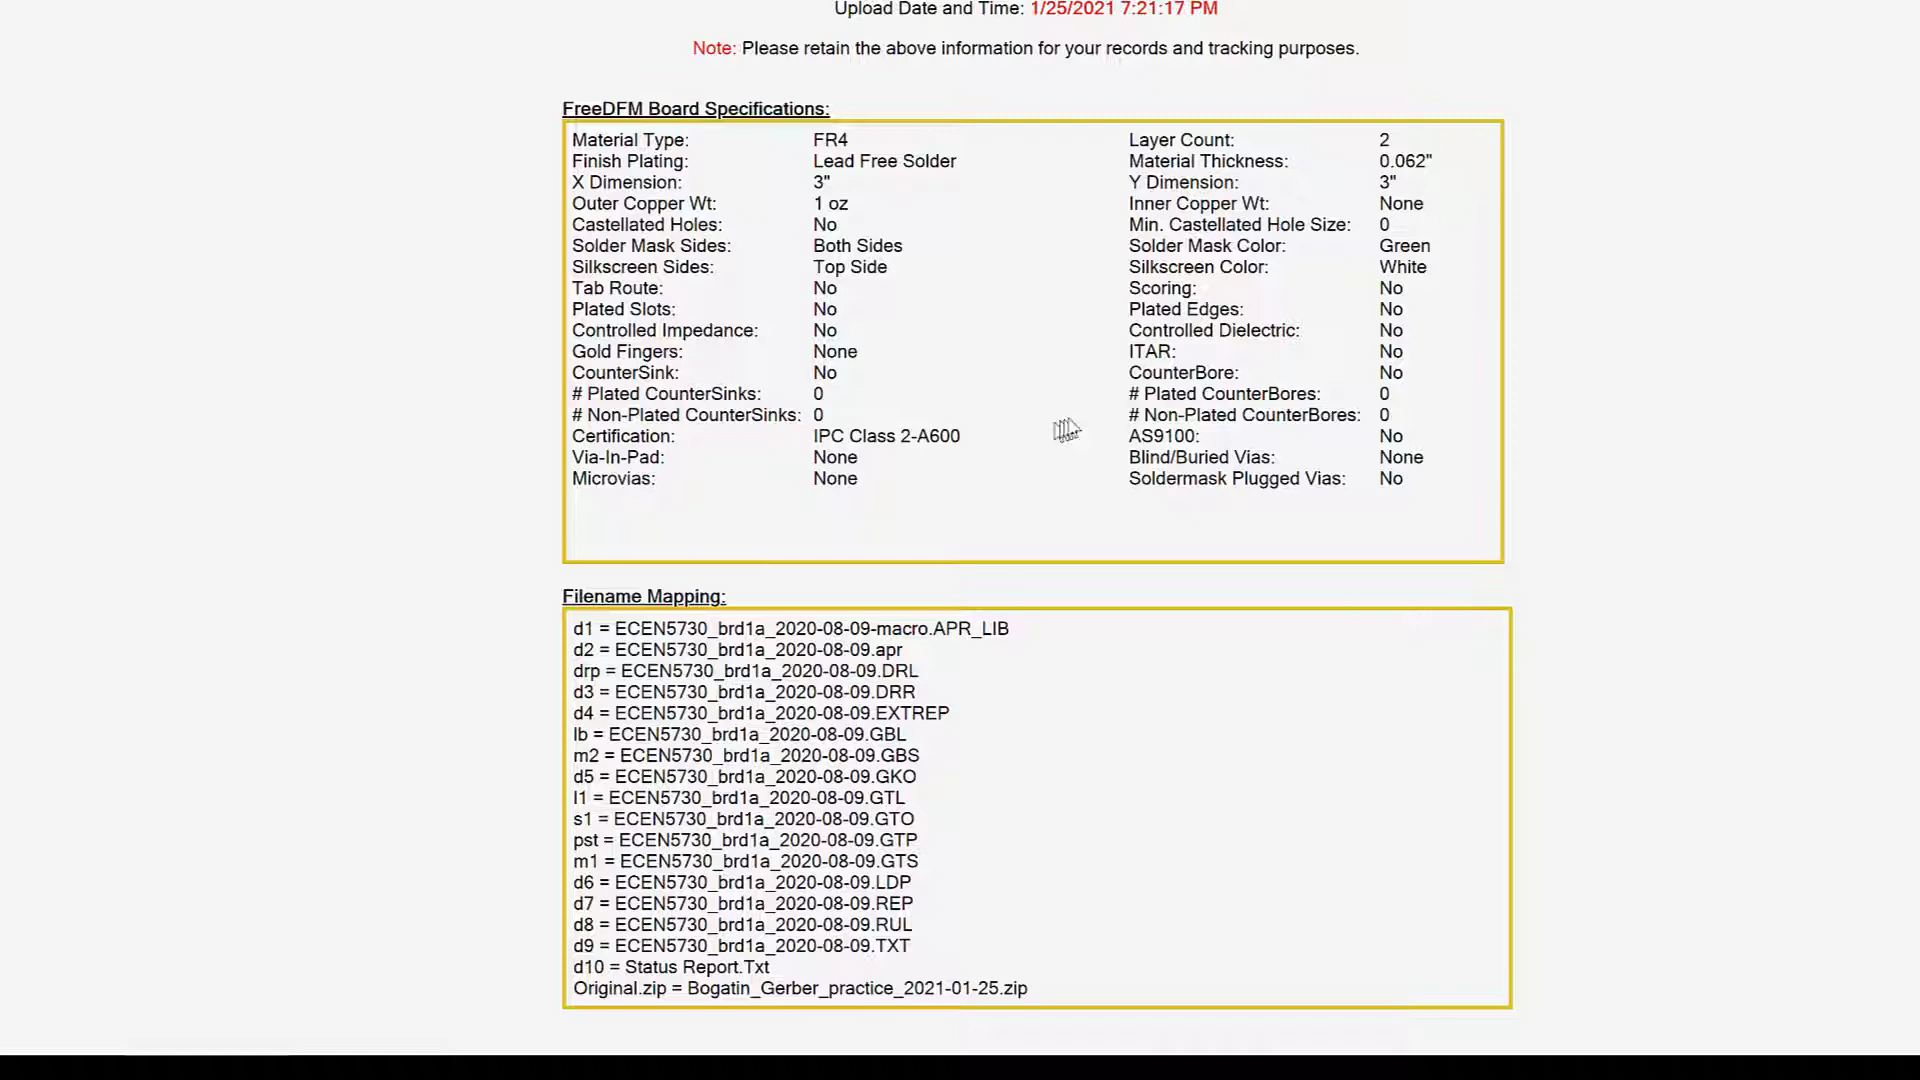 Upload Date and Time: 1/25/2021 7:21:17 PM
Note: Please retain the above information for your records and tracking purposes.
FreeDFM Board Specifications:
Material Type: FR4 Layer Count: 2
Finish Plating: Lead Free Solder Material Thickness: 0.062"
X Dimension: 3" Y Dimension: 3"
Outer Copper Wt: 1 oz Inner Copper Wt: None
Castellated Holes: No Min. Castellated Hole Size: 0
Solder Mask Sides: Both Sides Solder Mask Color: Green
Silkscreen Sides: Top Side Silkscreen Color: White
Tab Route: No Scoring: No
Plated Slots: No Plated Edges: No
Controlled Impedance: No Controlled Dielectric: No
Gold Fingers: None ITAR: No
CounterSink: No CounterBore: No
# Plated CounterSinks: 0 # Plated CounterBores: 0
# Non-Plated CounterSinks: 0 # Non-Plated CounterBores: 0
Certification: IPC Class 2-A600 AS9100: No
Via-In-Pad: None Blind/Buried Vias: None
Microvias: None Soldermask Plugged Vias: No
Filename Mapping:
d1 = ECEN5730_brd1a_2020-08-09-macro.APR_LIB
d2 = ECEN5730_brd1a_2020-08-09.apr
drp = ECEN5730_brd1a_2020-08-09.DRL
d3 = ECEN5730_brd1a_2020-08-09.DRR
d4 = ECEN5730_brd1a_2020-08-09.EXTREP
lb = ECEN5730_brd1a_2020-08-09.GBL
m2 = ECEN5730_brd1a_2020-08-09.GBS
d5 = ECEN5730_brd1a_2020-08-09.GKO
l1 = ECEN5730_brd1a_2020-08-09.GTL
s1 = ECEN5730_brd1a_2020-08-09.GTO
pst = ECEN5730_brd1a_2020-08-09.GTP
m1 = ECEN5730_brd1a_2020-08-09.GTS
d6 = ECEN5730_brd1a_2020-08-09.LDP
d7 = ECEN5730_brd1a_2020-08-09.REP
d8 = ECEN5730_brd1a_2020-08-09.RUL
d9 = ECEN5730_brd1a_2020-08-09.TXT
d10 = Status Report.Txt
Original.zip = Bogatin_Gerber_practice_2021-01-25.zip